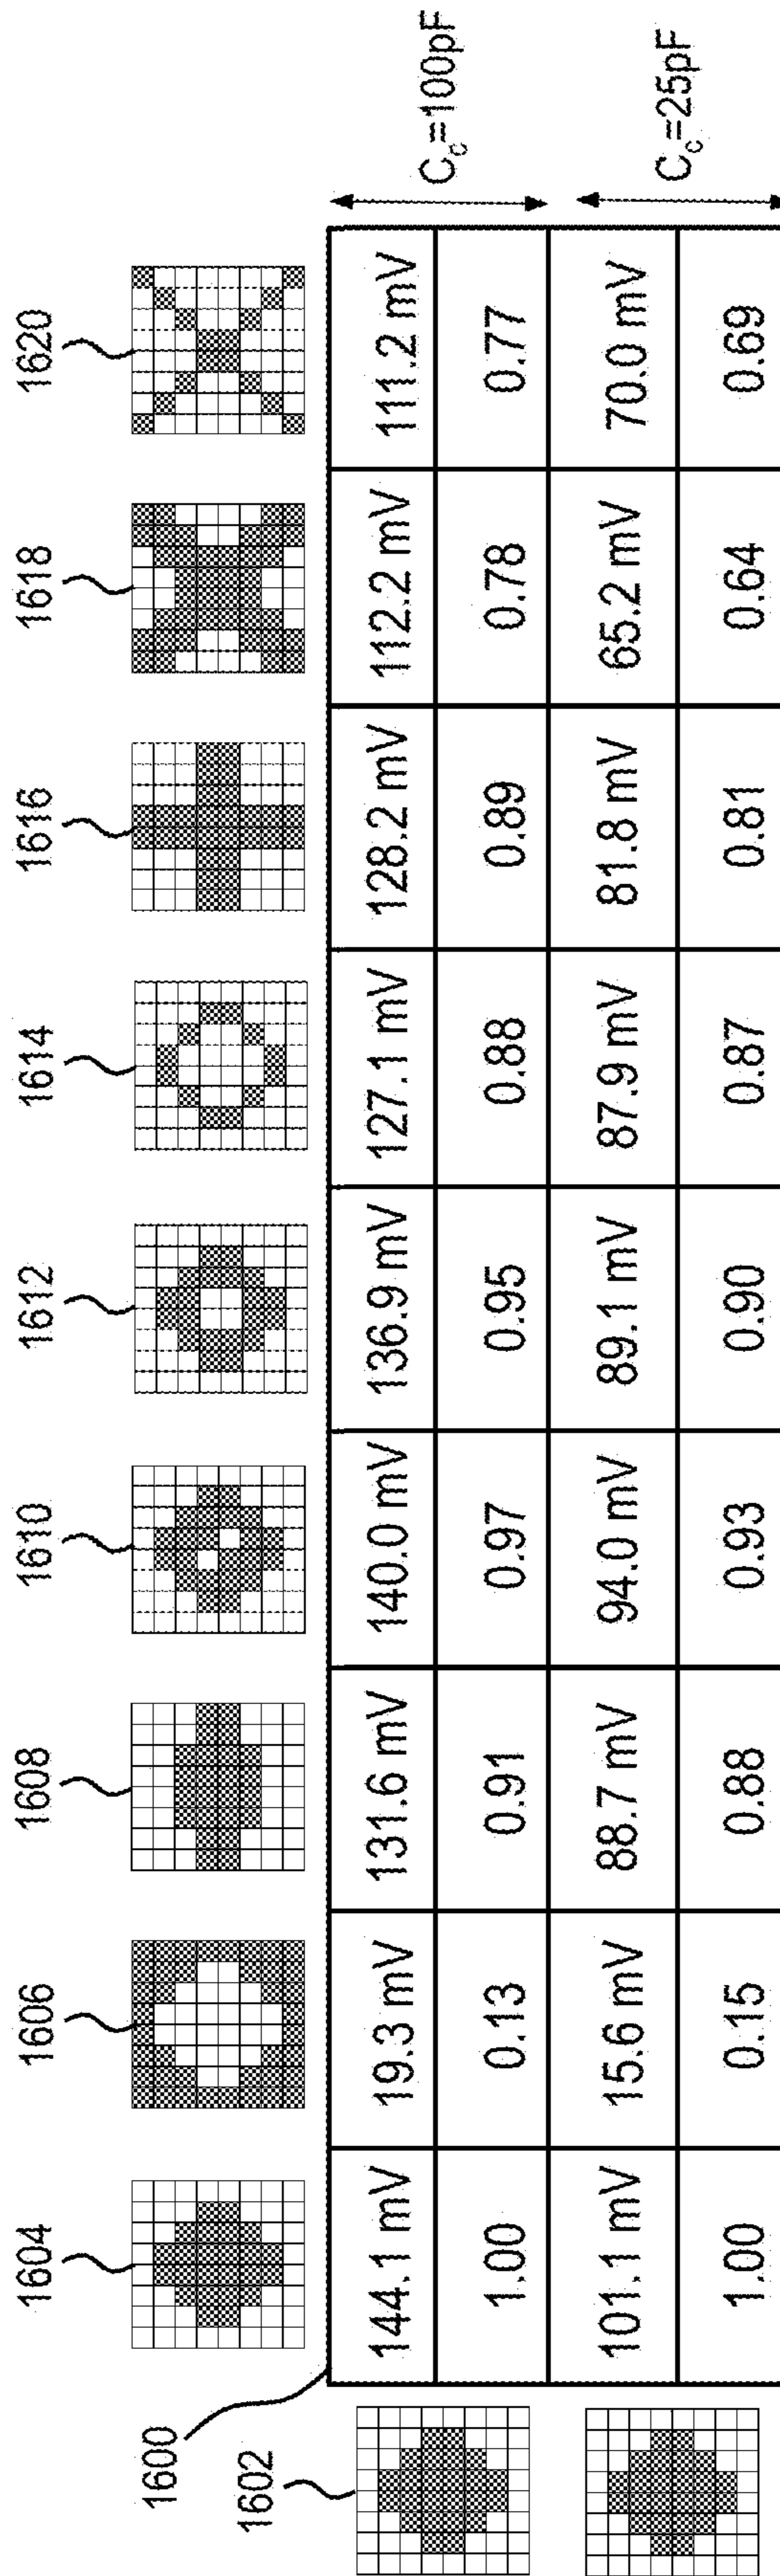 1604 1606 1608 1610 1612 1614 1616 1618 1620
1600
1602
144.1 mV 19.3 mV 131.6 mV 140.0 mV 136.9 mV 127.1 mV 128.2 mV 112.2 mV 111.2 mV
1.00 0.13 0.91 0.97 0.95 0.88 0.89 0.78 0.77
Cc=100pF
101.1 mV 15.6 mV 88.7 mV 94.0 mV 89.1 mV 87.9 mV 81.8 mV 65.2 mV 70.0 mV
1.00 0.15 0.88 0.93 0.90 0.87 0.81 0.64 0.69
Cc=25pF